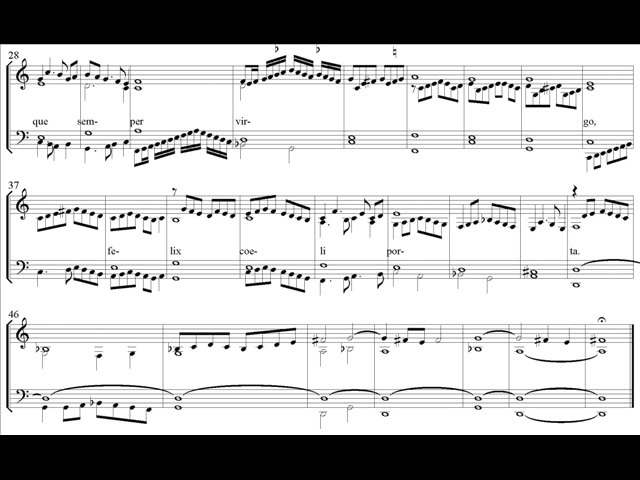 28
que sem- per vir- go,
37
fe- lix coe- li por- ta.
46